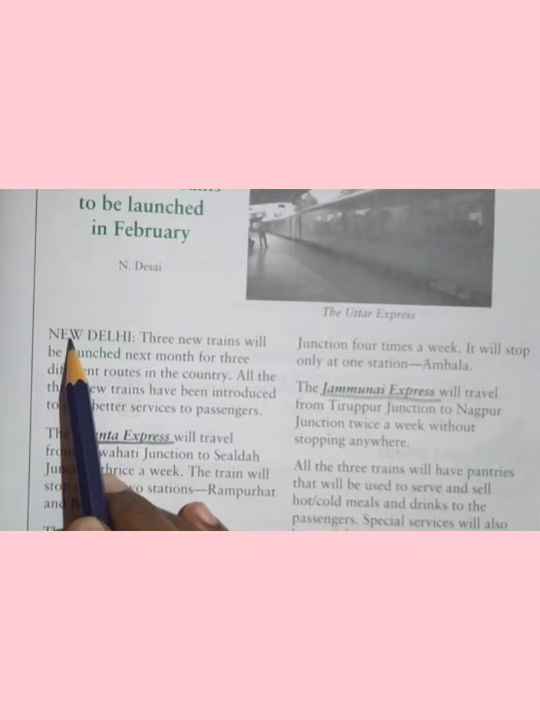 to be launched
in February
N. Desai
The Uttar Express
NEW DELHI: Three new trains will
be launched next month for three
different routes in the country. All the
three new trains have been introduced
to better services to passengers.
The Express will travel
from Guwahati Junction to Sealdah
Junction thrice a week. The train will
stop two stations—Rampurhat
and
Junction four times a week. It will stop
only at one station—Ambala.
The Jammunai Express will travel
from Tiruppur Junction to Nagpur
Junction twice a week without
stopping anywhere.
All the three trains will have pantries
that will be used to serve and sell
hot/cold meals and drinks to the
passengers. Special services will also